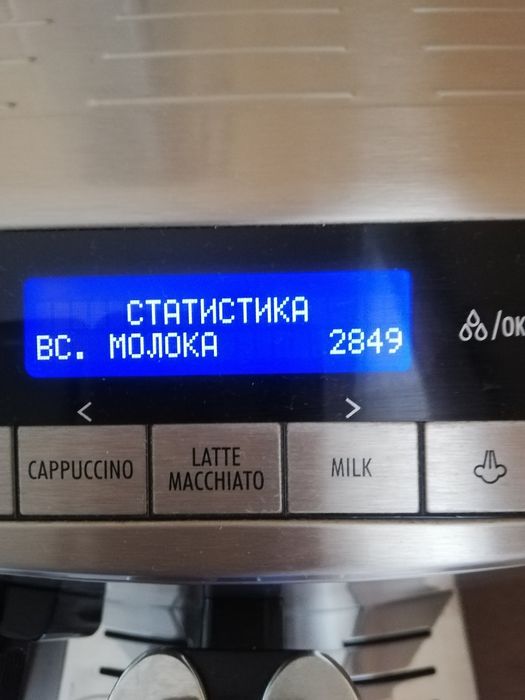 СТАТИСТИКА
ВС. МОЛОКА 2849
/OK
< >
CAPPUCCINO
LATTE
MACCHIATO
MILK